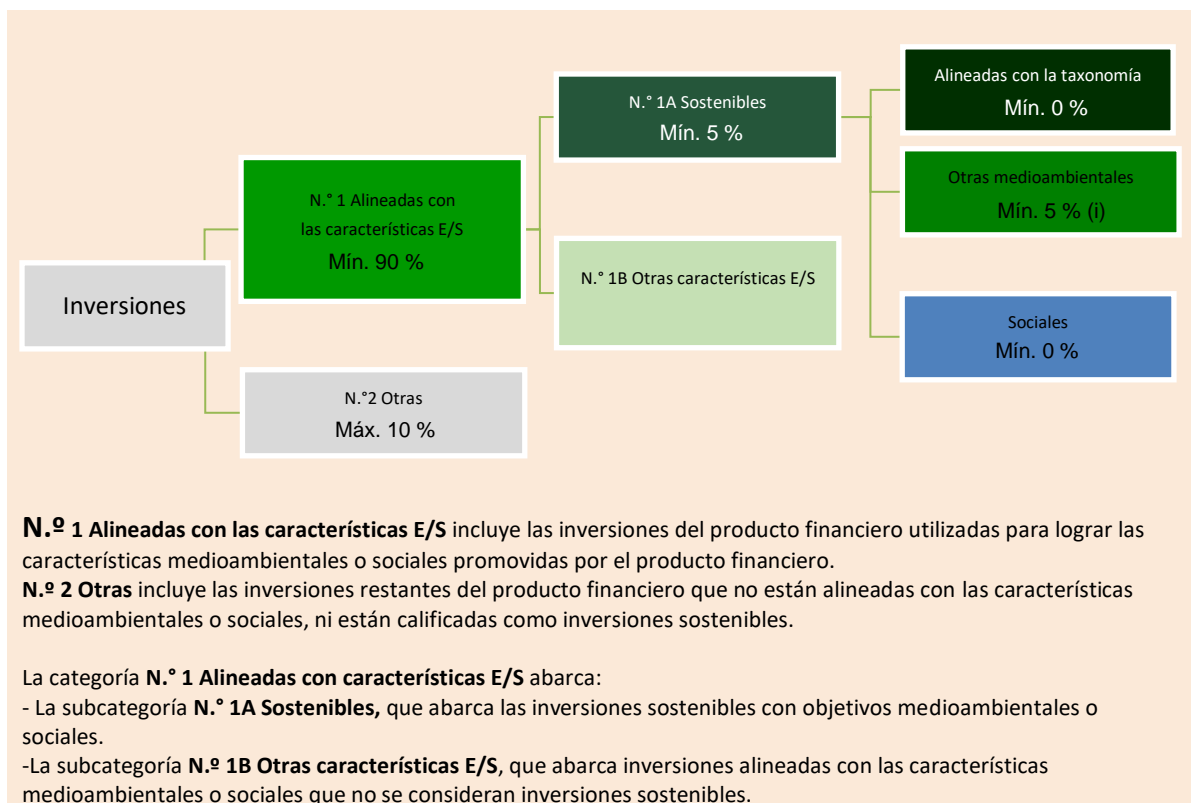 Alineadas con la taxonomía
Mín. 0 %
N.° 1A Sostenibles
Mín. 5 %
Otras medioambientales
Mín. 5 % (i)
N.° 1 Alineadas con
las características E/S
Mín. 90 %
N.° 1B Otras características E/S
Inversiones
Sociales
Mín. 0 %
N.°2 Otras
Máx. 10 %
N.º 1 Alineadas con las características E/S incluye las inversiones del producto financiero utilizadas para lograr las
características medioambientales o sociales promovidas por el producto financiero.
N.º 2 Otras incluye las inversiones restantes del producto financiero que no están alineadas con las características
medioambientales o sociales, ni están calificadas como inversiones sostenibles.
La categoría N.° 1 Alineadas con características E/S abarca:
- La subcategoría N.° 1A Sostenibles, que abarca las inversiones sostenibles con objetivos medioambientales o
sociales.
-La subcategoría N.º 1B Otras características E/S, que abarca inversiones alineadas con las características
medioambientales o sociales que no se consideran inversiones sostenibles.